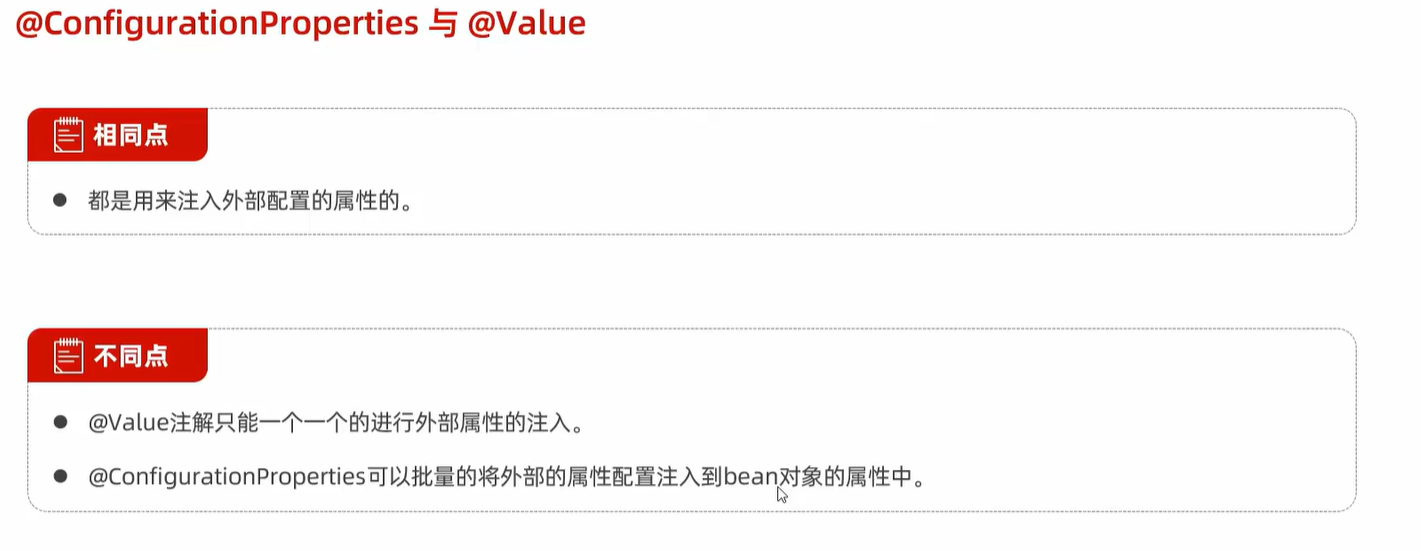 @ConfigurationProperties 与 @Value
相同点
都是用来注入外部配置的属性的。
不同点
@Value注解只能一个一个的进行外部属性的注入。
@ConfigurationProperties可以批量的将外部的属性配置注入到bean对象的属性中。